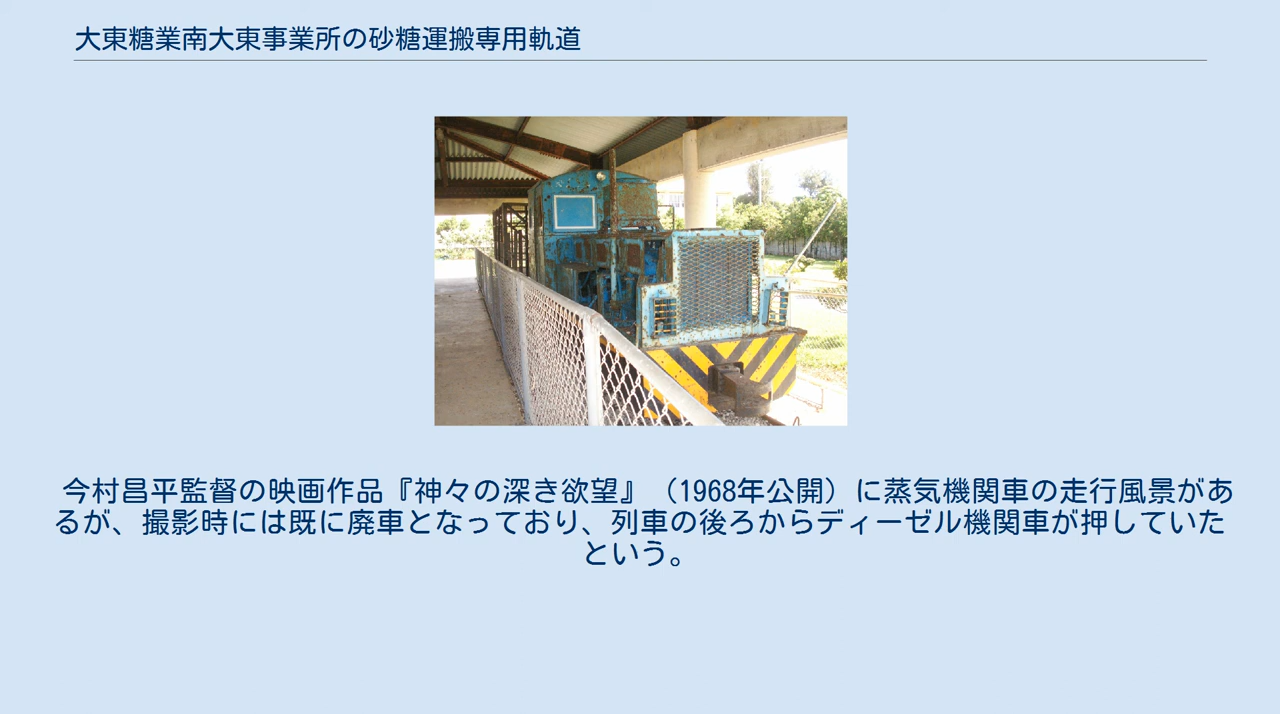 大東糖業南大東事業所の砂糖運搬専用軌道
今村昌平監督の映画作品『神々の深き欲望』（1968年公開）に蒸気機関車の走行風景があ
るが、撮影時には既に廃車となっており、列車の後ろからディーゼル機関車が押していた
という。